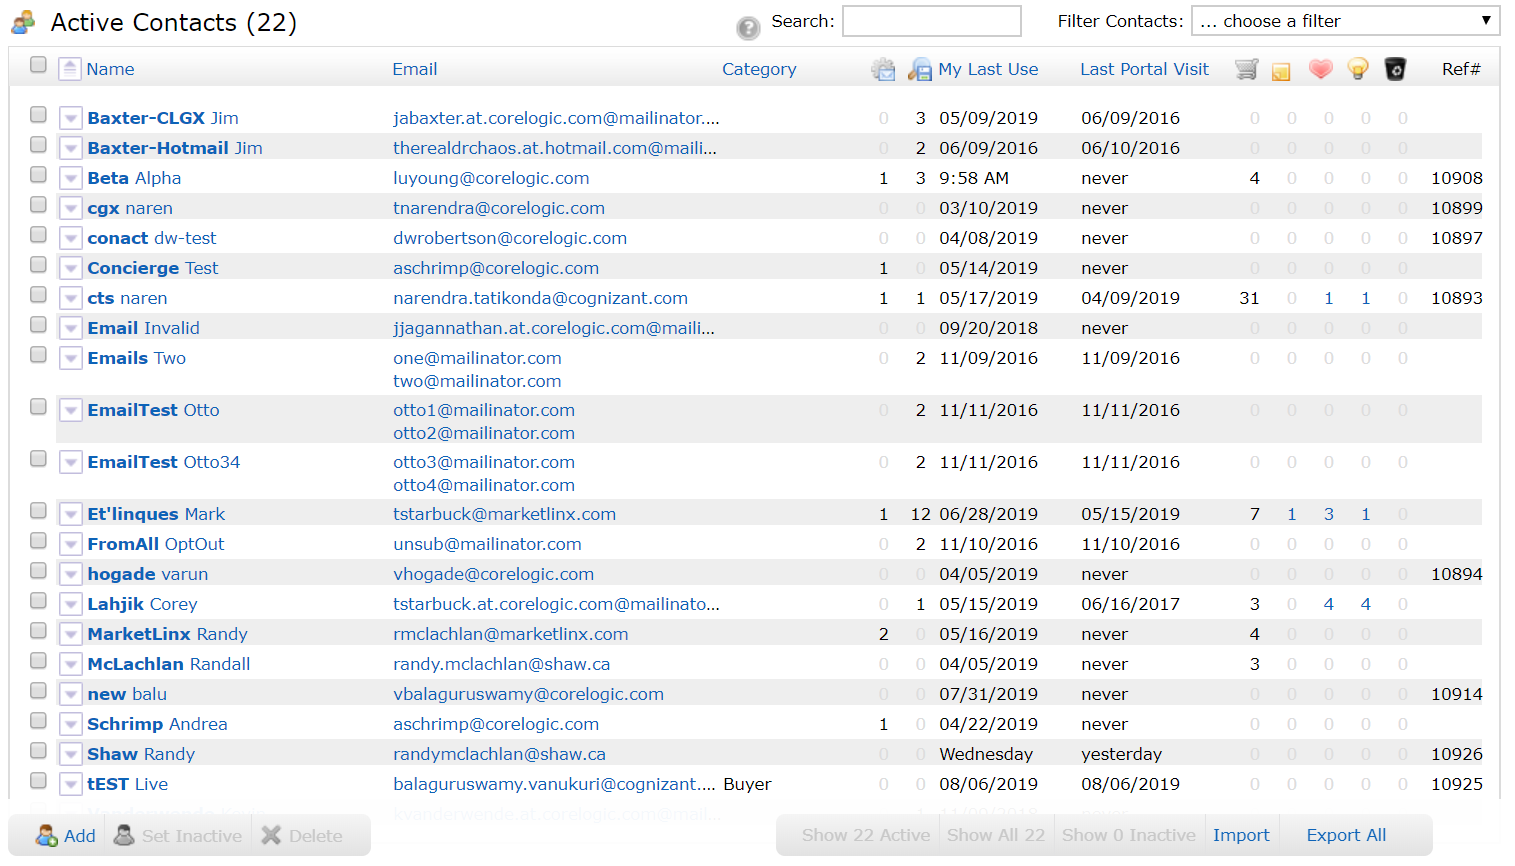 Active Contacts (22) Search: Filter Contacts: ... choose a filter
Name Email Category My Last Use Last Portal Visit Ref#
Baxter-CLGX Jim jabaxter.at.corelogic.com@mailinator.... 0 3 05/09/2019 06/09/2016 0 0 0 0 0
Baxter-Hotmail Jim therealdrchaos.at.hotmail.com@maili... 0 2 06/09/2016 06/10/2016 0 0 0 0 0
Beta Alpha luyoung@corelogic.com 1 3 9:58 AM never 4 0 0 0 0 10908
cgx naren tnarendra@corelogic.com 0 0 03/10/2019 never 0 0 0 0 0 10899
conact dw-test dwrobertson@corelogic.com 0 0 04/08/2019 never 0 0 0 0 0 10897
Concierge Test aschrimp@corelogic.com 1 0 05/14/2019 never 0 0 0 0 0
cts naren narendra.tatikonda@cognizant.com 1 1 05/17/2019 04/09/2019 31 0 1 1 0 10893
Email Invalid jjagannathan.at.corelogic.com@maili... 0 0 09/20/2018 never 0 0 0 0 0
Emails Two one@mailinator.com 0 2 11/09/2016 11/09/2016 0 0 0 0 0
two@mailinator.com
EmailTest Otto otto1@mailinator.com 0 2 11/11/2016 11/11/2016 0 0 0 0 0
otto2@mailinator.com
EmailTest Otto34 otto3@mailinator.com 0 2 11/11/2016 11/11/2016 0 0 0 0 0
otto4@mailinator.com
Et'linques Mark tstarbuck@marketlinx.com 1 12 06/28/2019 05/15/2019 7 1 3 1 0
FromAll OptOut unsub@mailinator.com 0 2 11/10/2016 11/10/2016 0 0 0 0 0
hogade varun vhogade@corelogic.com 0 0 04/05/2019 never 0 0 0 0 0 10894
Lahjik Corey tstarbuck.at.corelogic.com@mailinato... 0 1 05/15/2019 06/16/2017 3 0 4 4 0
MarketLinx Randy rmclachlan@marketlinx.com 2 0 05/16/2019 never 4 0 0 0 0
McLachlan Randall randy.mclachlan@shaw.ca 0 0 04/05/2019 never 3 0 0 0 0
new balu vbalaguruswamy@corelogic.com 0 0 07/31/2019 never 0 0 0 0 0 10914
Schrimp Andrea aschrimp@corelogic.com 1 0 04/22/2019 never 0 0 0 0 0
Shaw Randy randymclachlan@shaw.ca 0 0 Wednesday yesterday 0 0 0 0 0 10926
tEST Live balaguruswamy.vanukuri@cognizant.... Buyer 0 0 08/06/2019 08/06/2019 0 0 0 0 0 10925
kvanderwende.at.corelogic.com@mail... 1 11/09/2018 never
Add Set Inactive Delete Show 22 Active Show All 22 Show 0 Inactive Import Export All